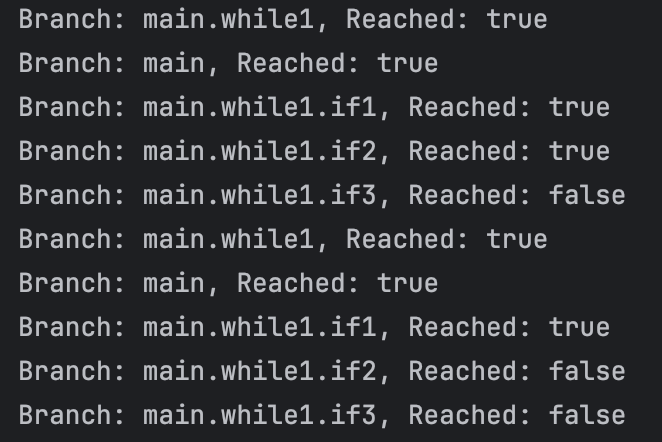 Branch: main.while1, Reached: true
Branch: main, Reached: true
Branch: main.while1.if1, Reached: true
Branch: main.while1.if2, Reached: true
Branch: main.while1.if3, Reached: false
Branch: main.while1, Reached: true
Branch: main, Reached: true
Branch: main.while1.if1, Reached: true
Branch: main.while1.if2, Reached: false
Branch: main.while1.if3, Reached: false